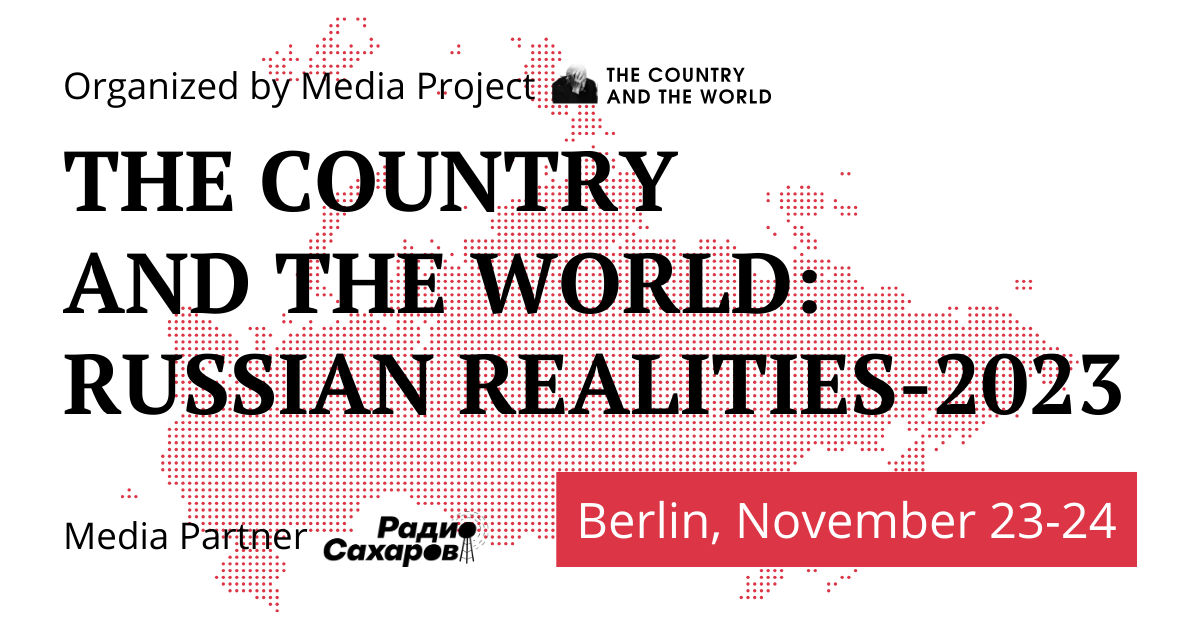 Organized by Media Project
THE COUNTRY
AND THE WORLD
THE COUNTRY
AND THE WORLD:
RUSSIAN REALITIES-2023
Media Partner
Радио
Сахаров
Berlin, November 23-24